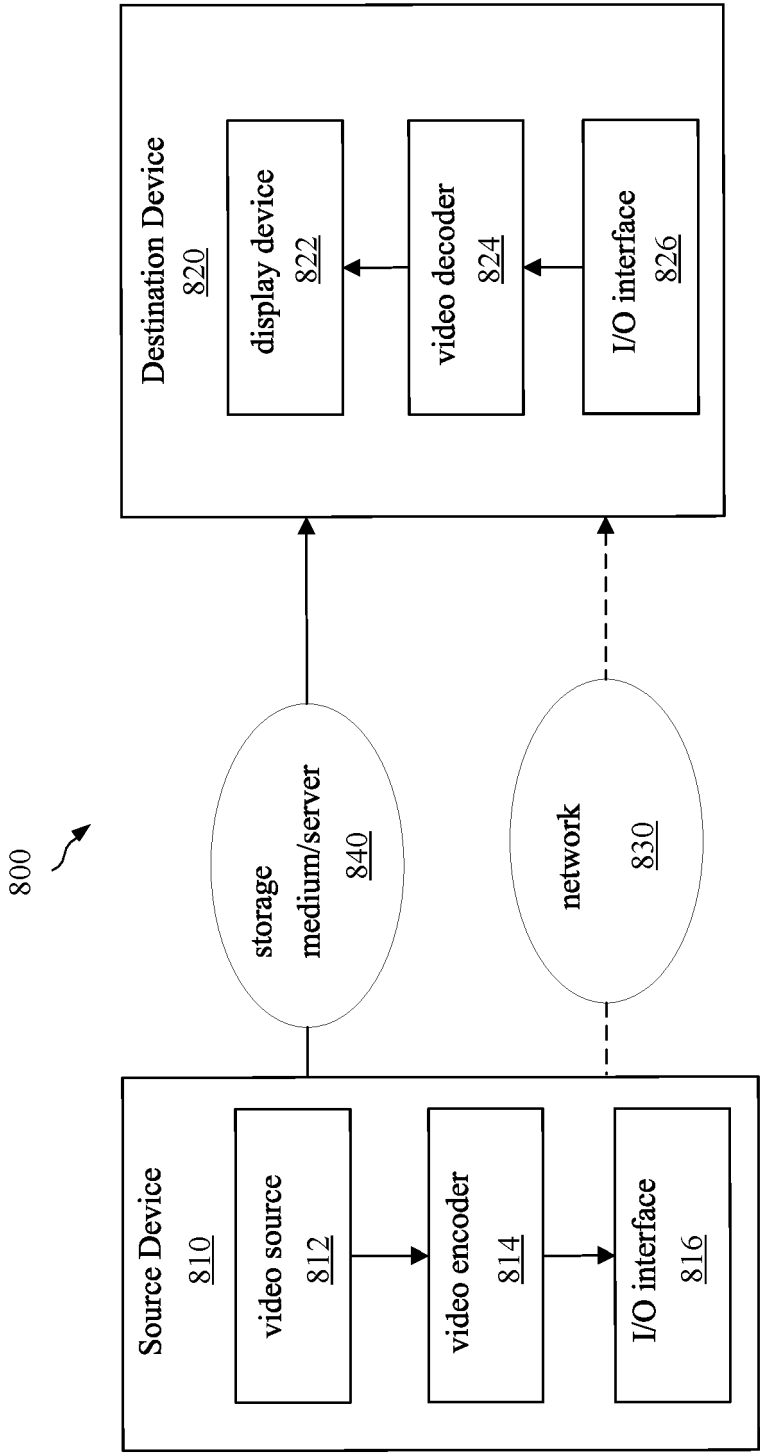 800
Source Device
810
video source
812
video encoder
814
I/O interface
816
storage
medium/server
840
network
830
Destination Device
820
display device
822
video decoder
824
I/O interface
826